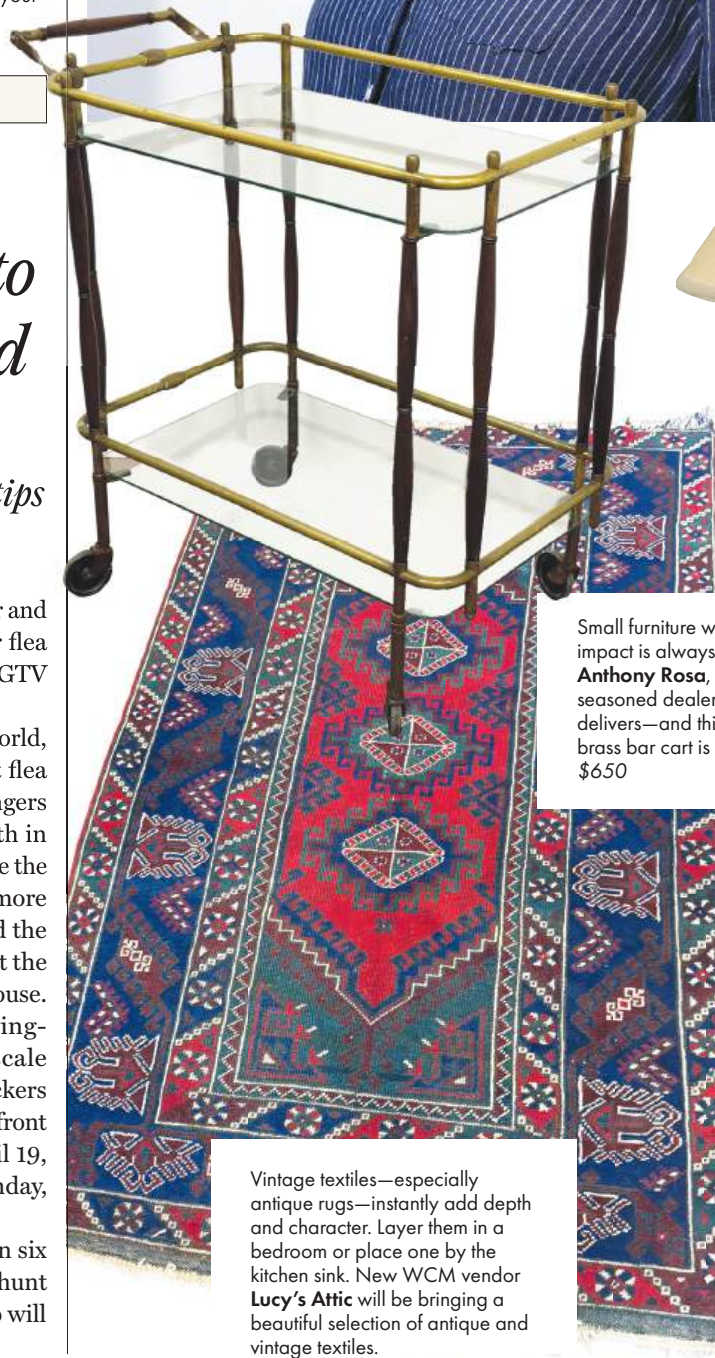 to
d
tips
r and
r flea
GTV
orld,
t flea
ngers
th in
e the
more
d the
t the
ouse.
ing-
scale
ckers
front
il 19,
nday,
n six
hunt
o will
Small furniture w
impact is always
Anthony Rosa,
seasoned dealer
delivers—and thi
brass bar cart is
$650
Vintage textiles—especially
antique rugs—instantly add depth
and character. Layer them in a
bedroom or place one by the
kitchen sink. New WCM vendor
Lucy’s Attic will be bringing a
beautiful selection of antique and
vintage textiles.